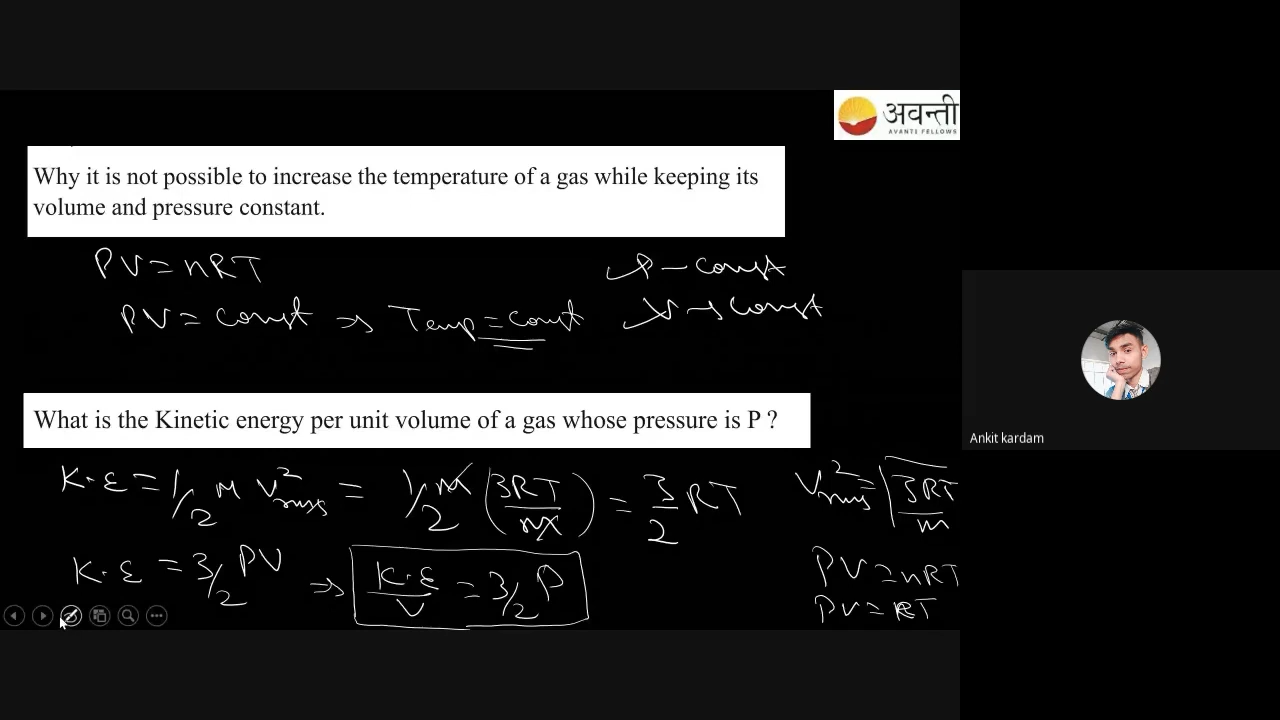 अवन्ती
AVANTI FELLOWS
Why it is not possible to increase the temperature of a gas while keeping its
volume and pressure constant.
PV = nRT
P → const
PV = const ⇒ Temp = const
V → const
What is the Kinetic energy per unit volume of a gas whose pressure is P ?
K.E = 1/2 M V²rms = 1/2 M (3RT/M) = 3/2 RT
V²rms = √3RT/m
K.E = 3/2 PV ⇒ K.E/V = 3/2 P
PV = nRT
PV = RT
Ankit kardam